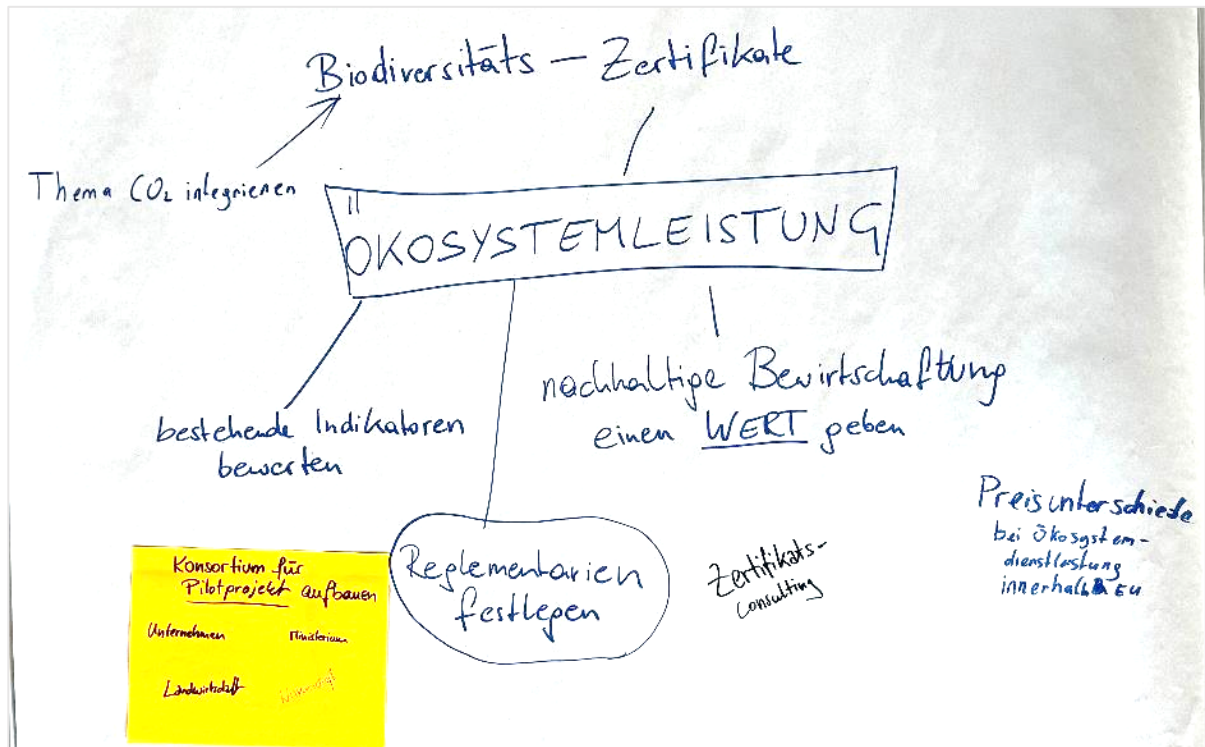 Biodiversitäts – Zertifikate
Thema CO₂ integrieren
ÖKOSYSTEMLEISTUNG
nachhaltige Bewirtschaftung
einen WERT geben
bestehende Indikatoren
bewerten
Preisunterschiede
bei Ökosystem-
dienstleistung
innerhalb EU
Reglementarien
festlegen
Zertifikats-
consulting
Konsortium für
Pilotprojekt aufbauen
Unternehmen Ministerium
Landwirtschaft